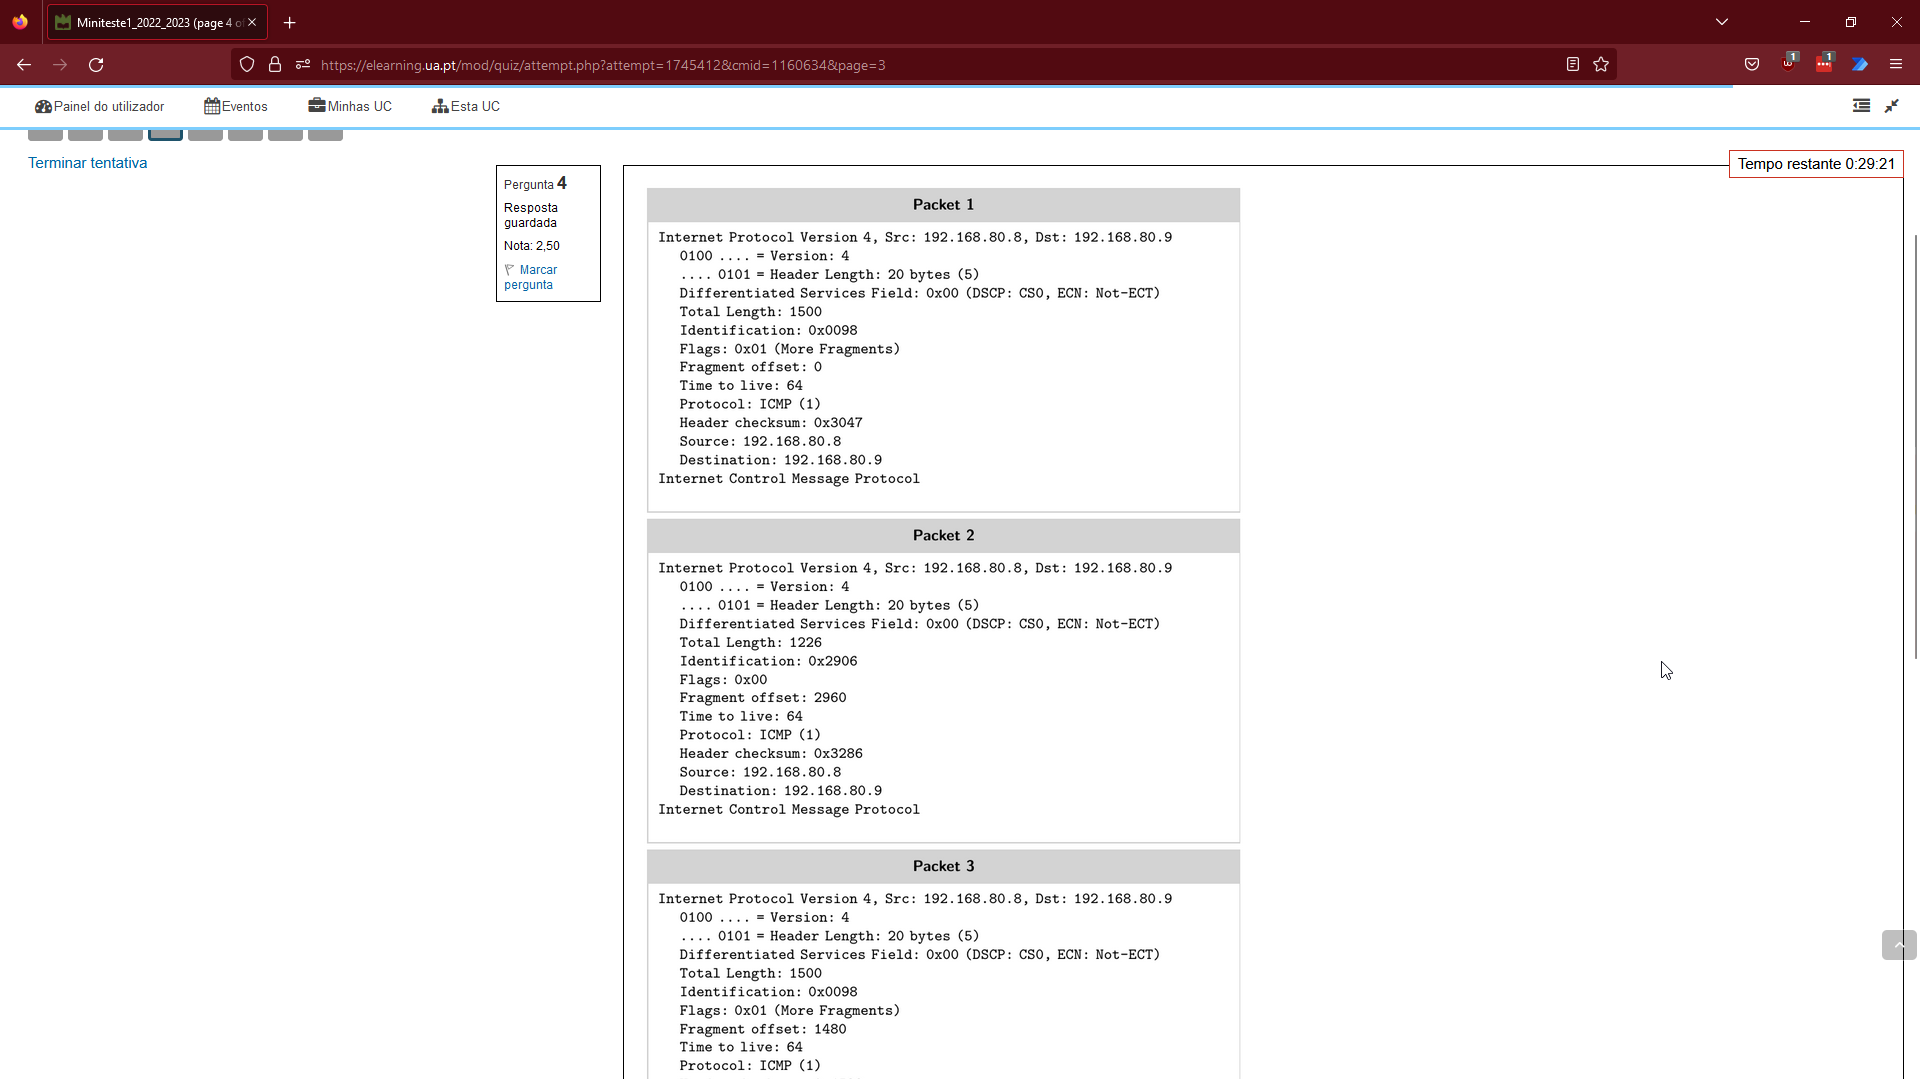 Miniteste1_2022_2023 (page 4 o
https://elearning.ua.pt/mod/quiz/attempt.php?attempt=1745412&cmid=1160634&page=3
1
1
Painel do utilizador
Eventos
Minhas UC
Esta UC
Terminar tentativa
Tempo restante 0:29:21
Pergunta 4
Resposta
guardada
Nota: 2,50
Marcar
pergunta
Packet 1
Internet Protocol Version 4, Src: 192.168.80.8, Dst: 192.168.80.9
0100 .... = Version: 4
.... 0101 = Header Length: 20 bytes (5)
Differentiated Services Field: 0x00 (DSCP: CS0, ECN: Not-ECT)
Total Length: 1500
Identification: 0x0098
Flags: 0x01 (More Fragments)
Fragment offset: 0
Time to live: 64
Protocol: ICMP (1)
Header checksum: 0x3047
Source: 192.168.80.8
Destination: 192.168.80.9
Internet Control Message Protocol
Packet 2
Internet Protocol Version 4, Src: 192.168.80.8, Dst: 192.168.80.9
0100 .... = Version: 4
.... 0101 = Header Length: 20 bytes (5)
Differentiated Services Field: 0x00 (DSCP: CS0, ECN: Not-ECT)
Total Length: 1226
Identification: 0x2906
Flags: 0x00
Fragment offset: 2960
Time to live: 64
Protocol: ICMP (1)
Header checksum: 0x3286
Source: 192.168.80.8
Destination: 192.168.80.9
Internet Control Message Protocol
Packet 3
Internet Protocol Version 4, Src: 192.168.80.8, Dst: 192.168.80.9
0100 .... = Version: 4
.... 0101 = Header Length: 20 bytes (5)
Differentiated Services Field: 0x00 (DSCP: CS0, ECN: Not-ECT)
Total Length: 1500
Identification: 0x0098
Flags: 0x01 (More Fragments)
Fragment offset: 1480
Time to live: 64
Protocol: ICMP (1)